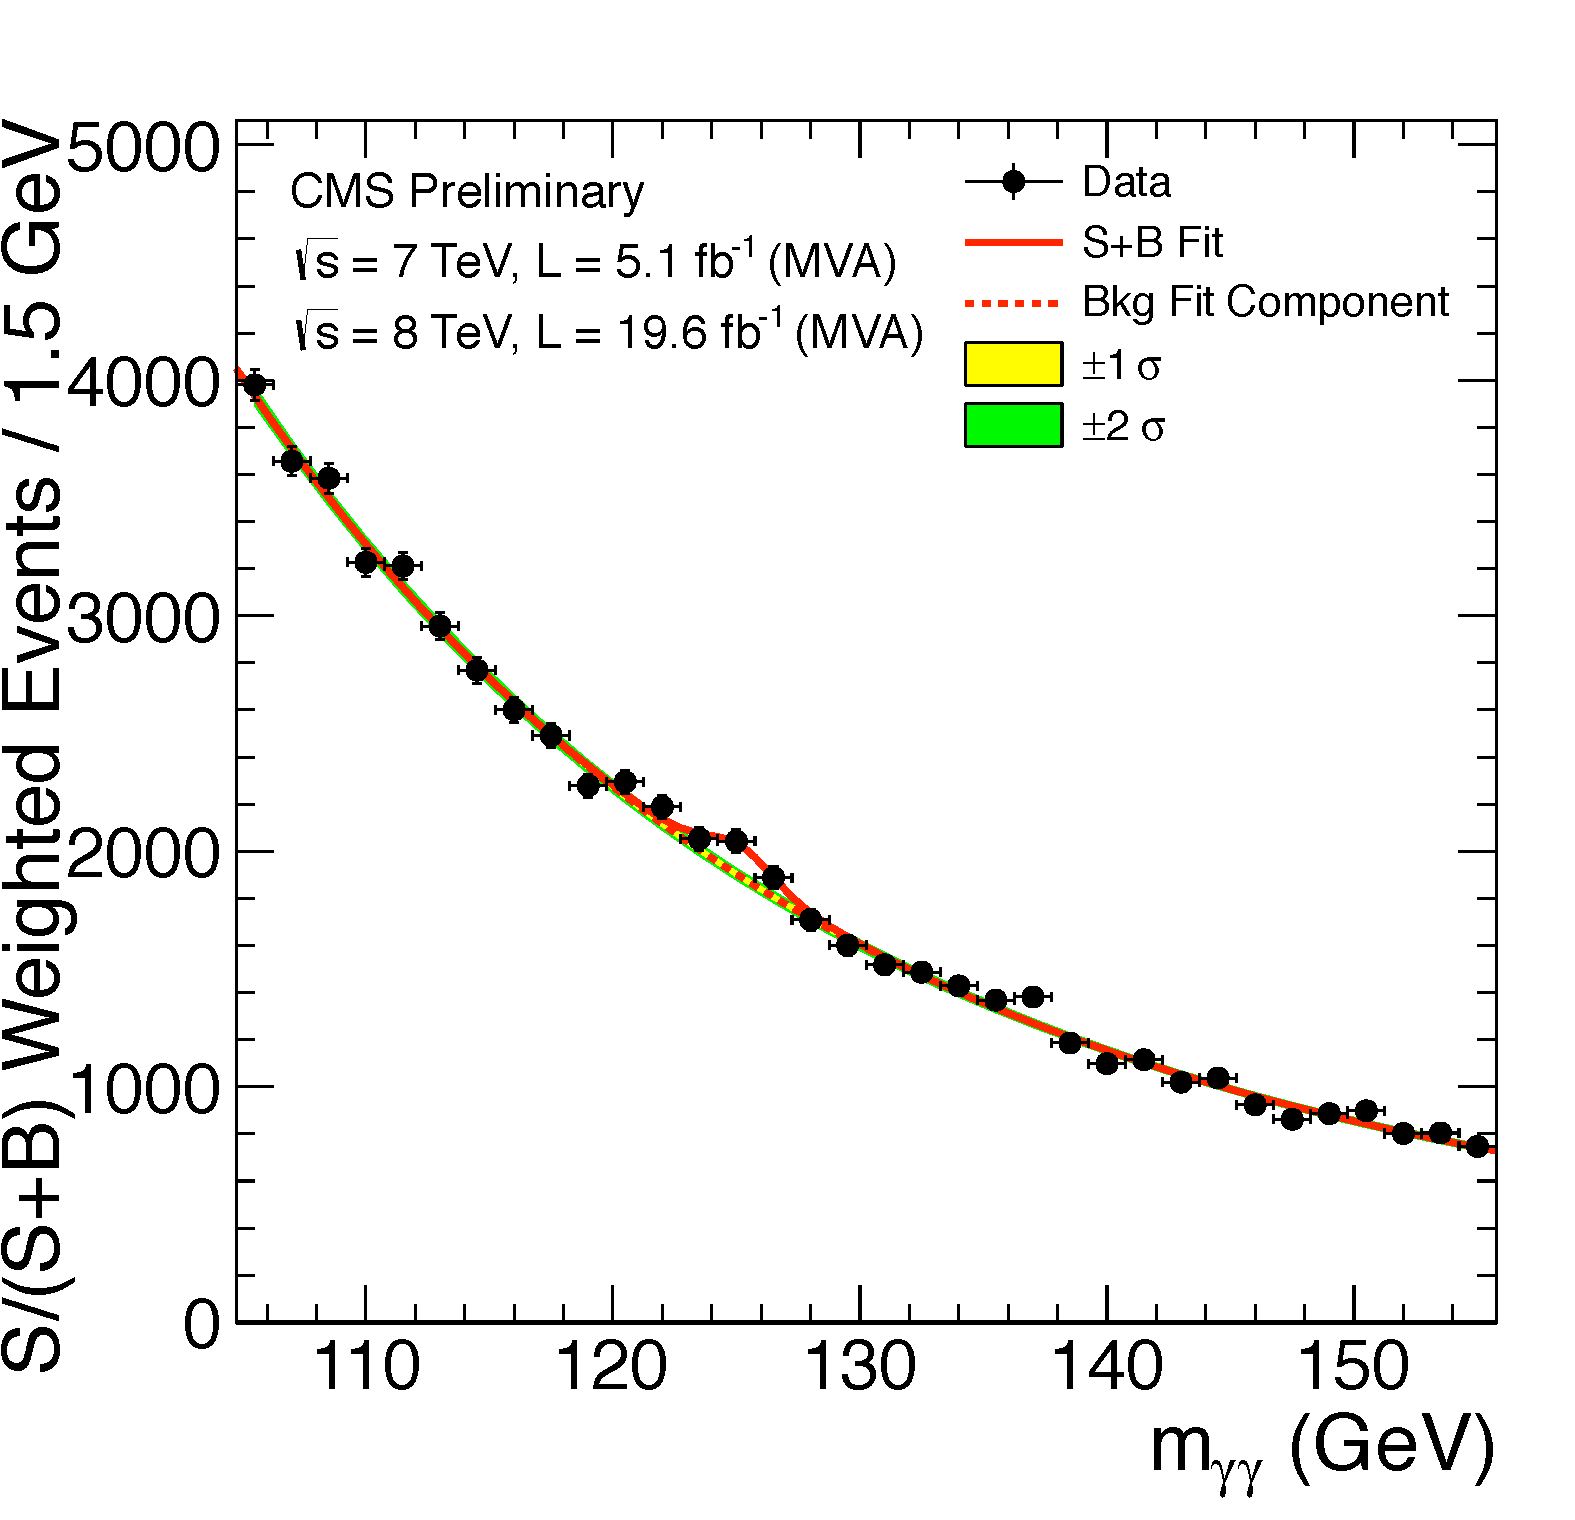 S/(S+B) Weighted Events / 1.5 GeV
5000
4000
3000
2000
1000
0
CMS Preliminary
√s = 7 TeV, L = 5.1 fb⁻¹ (MVA)
√s = 8 TeV, L = 19.6 fb⁻¹ (MVA)
Data
S+B Fit
Bkg Fit Component
±1 σ
±2 σ
110 120 130 140 150
mγγ (GeV)